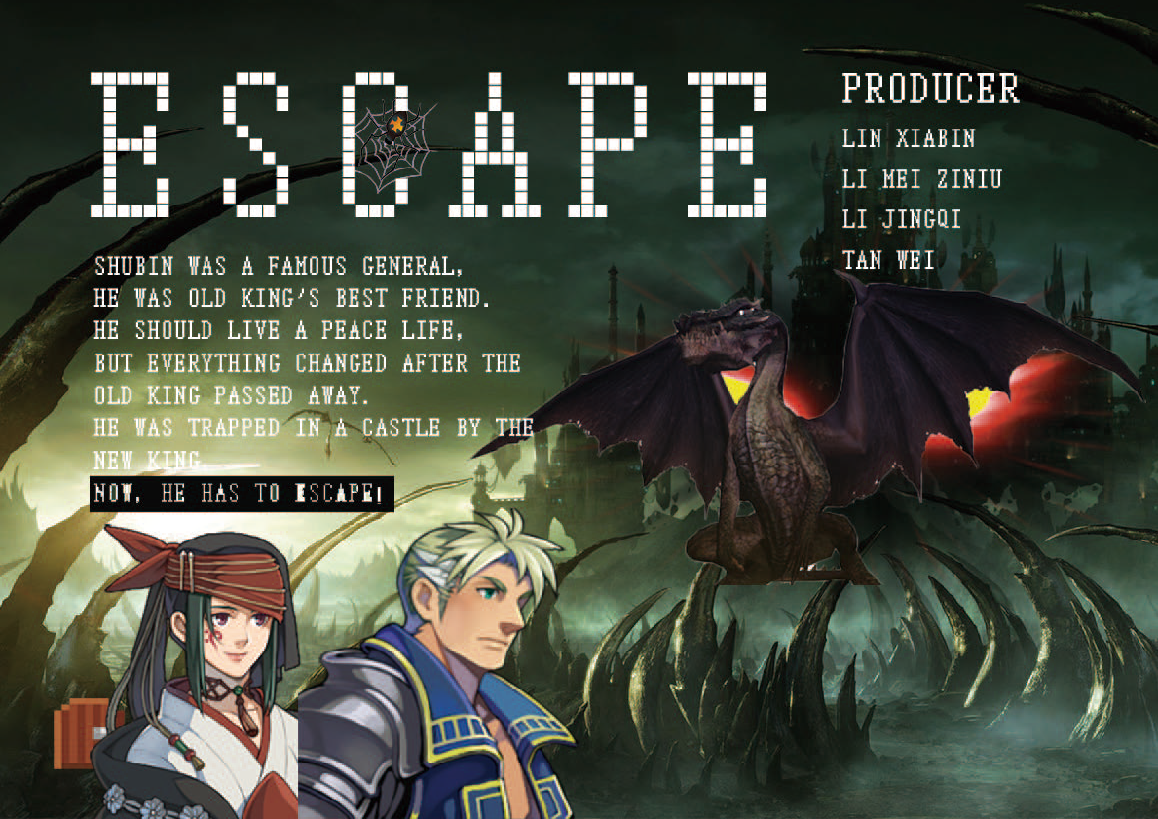 ESCAPE
SHUBIN WAS A FAMOUS GENERAL,
HE WAS OLD KING'S BEST FRIEND.
HE SHOULD LIVE A PEACE LIFE,
BUT EVERYTHING CHANGED AFTER THE
OLD KING PASSED AWAY.
HE WAS TRAPPED IN A CASTLE BY THE
NEW KING.
NOW, HE HAS TO ESCAPE!
PRODUCER
LIN XIABIN
LI MEI ZINIU
LI JINGQI
TAN WEI